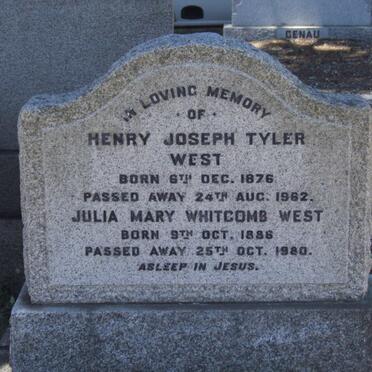 GENAU
IN LOVING MEMORY
· OF ·
HENRY JOSEPH TYLER
WEST
BORN 6TH DEC. 1876
PASSED AWAY 24TH AUG. 1962.
JULIA MARY WHITCOMB WEST
BORN 9TH OCT. 1886
PASSED AWAY 25TH OCT. 1980.
ASLEEP IN JESUS.